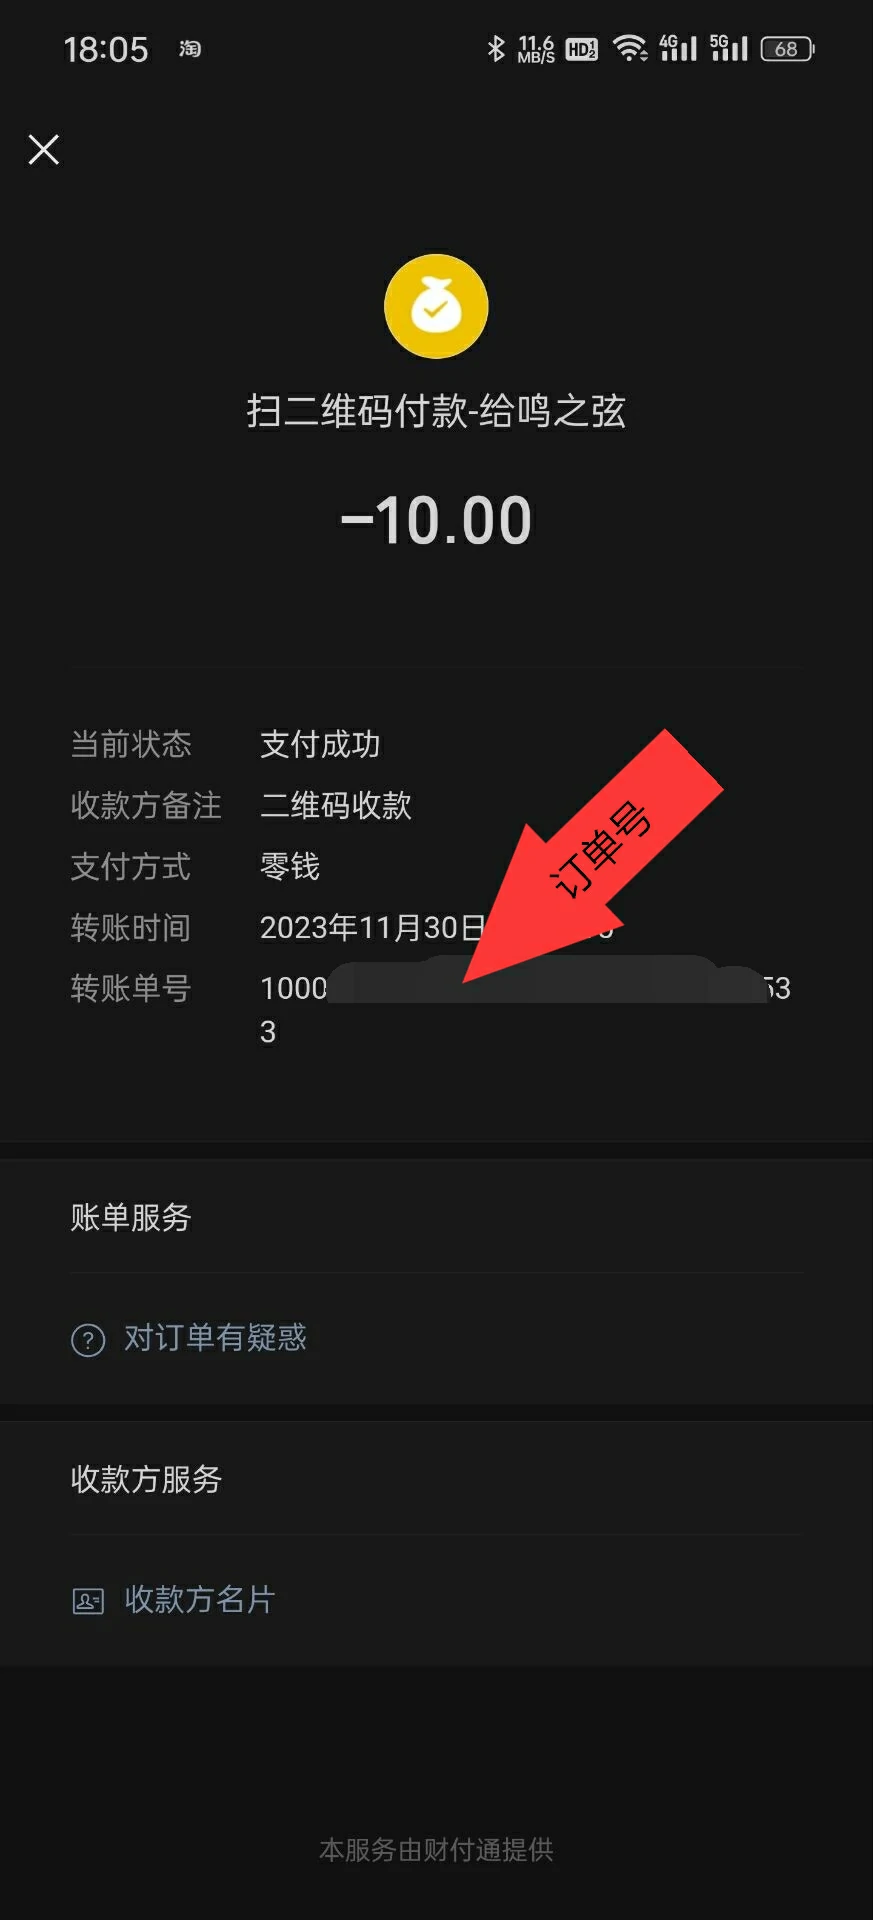 18:05 淘 11.6 MB/S HD 1 2 4G 5G 68
扫二维码付款-给鸣之弦
-10.00
当前状态 支付成功
收款方备注 二维码收款
支付方式 零钱
订单号
转账时间 2023年11月30日
转账单号 1000 53
3
账单服务
? 对订单有疑惑
收款方服务
收款方名片
本服务由财付通提供